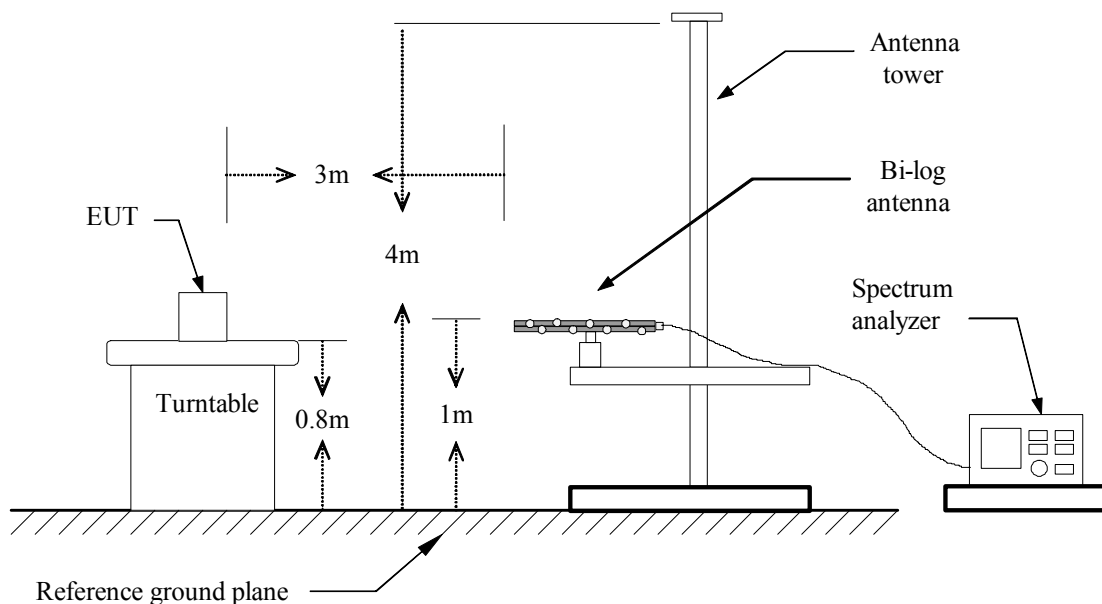 Antenna
tower
3m
Bi-log
antenna
EUT
4m
Spectrum
analyzer
Turntable
0.8m
1m
Reference ground plane